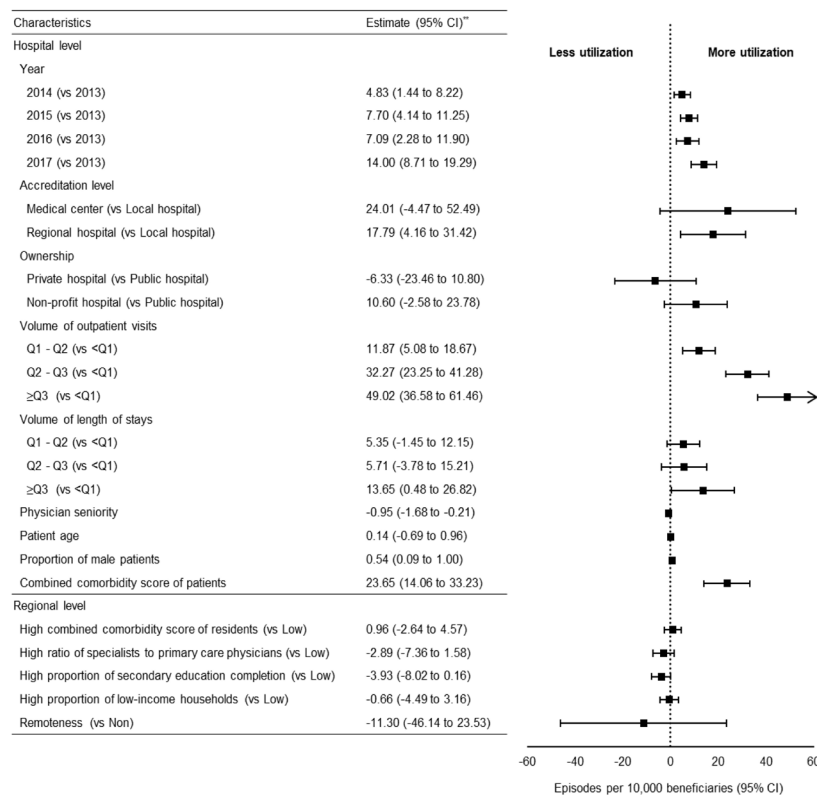 Characteristics Estimate (95% CI)**
Hospital level Less utilization More utilization
Year
2014 (vs 2013) 4.83 (1.44 to 8.22)
2015 (vs 2013) 7.70 (4.14 to 11.25)
2016 (vs 2013) 7.09 (2.28 to 11.90)
2017 (vs 2013) 14.00 (8.71 to 19.29)
Accreditation level
Medical center (vs Local hospital) 24.01 (-4.47 to 52.49)
Regional hospital (vs Local hospital) 17.79 (4.16 to 31.42)
Ownership
Private hospital (vs Public hospital) -6.33 (-23.46 to 10.80)
Non-profit hospital (vs Public hospital) 10.60 (-2.58 to 23.78)
Volume of outpatient visits
Q1 - Q2 (vs <Q1) 11.87 (5.08 to 18.67)
Q2 - Q3 (vs <Q1) 32.27 (23.25 to 41.28)
≥Q3 (vs <Q1) 49.02 (36.58 to 61.46)
Volume of length of stays
Q1 - Q2 (vs <Q1) 5.35 (-1.45 to 12.15)
Q2 - Q3 (vs <Q1) 5.71 (-3.78 to 15.21)
≥Q3 (vs <Q1) 13.65 (0.48 to 26.82)
Physician seniority -0.95 (-1.68 to -0.21)
Patient age 0.14 (-0.69 to 0.96)
Proportion of male patients 0.54 (0.09 to 1.00)
Combined comorbidity score of patients 23.65 (14.06 to 33.23)
Regional level
High combined comorbidity score of residents (vs Low) 0.96 (-2.64 to 4.57)
High ratio of specialists to primary care physicians (vs Low) -2.89 (-7.36 to 1.58)
High proportion of secondary education completion (vs Low) -3.93 (-8.02 to 0.16)
High proportion of low-income households (vs Low) -0.66 (-4.49 to 3.16)
Remoteness (vs Non) -11.30 (-46.14 to 23.53)
-60 -40 -20 0 20 40 60
Episodes per 10,000 beneficiaries (95% CI)